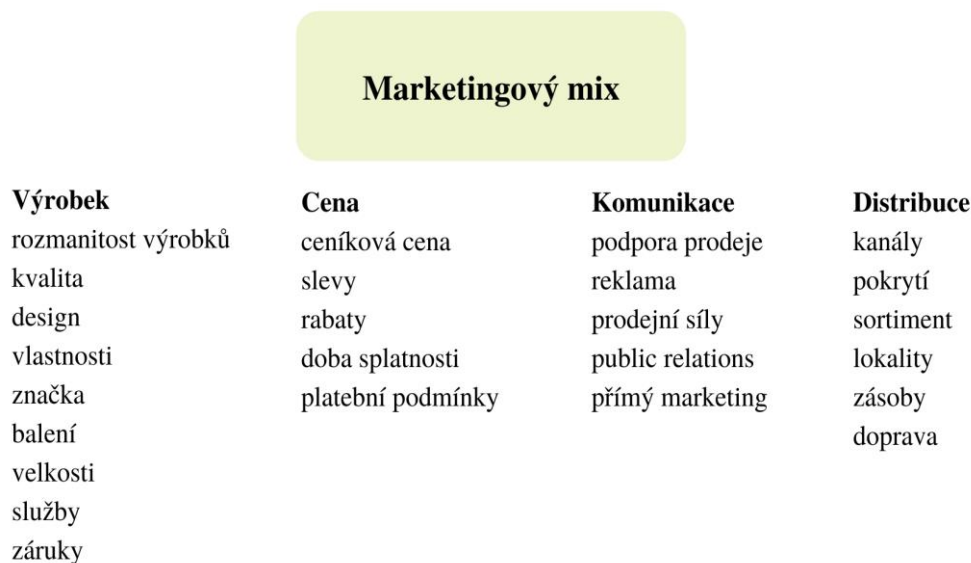 Marketingový mix
Výrobek
rozmanitost výrobků
kvalita
design
vlastnosti
značka
balení
velkosti
služby
záruky
Cena
ceníková cena
slevy
rabaty
doba splatnosti
platební podmínky
Komunikace
podpora prodeje
reklama
prodejní síly
public relations
přímý marketing
Distribuce
kanály
pokrytí
sortiment
lokality
zásoby
doprava